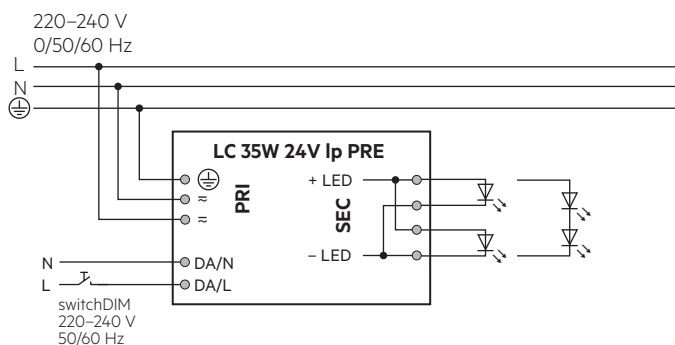 220–240 V
0/50/60 Hz
L
N
LC 35W 24V lp PRE
PRI
≂
≂
+ LED
SEC
– LED
N
DA/N
L
DA/L
switchDIM
220–240 V
50/60 Hz